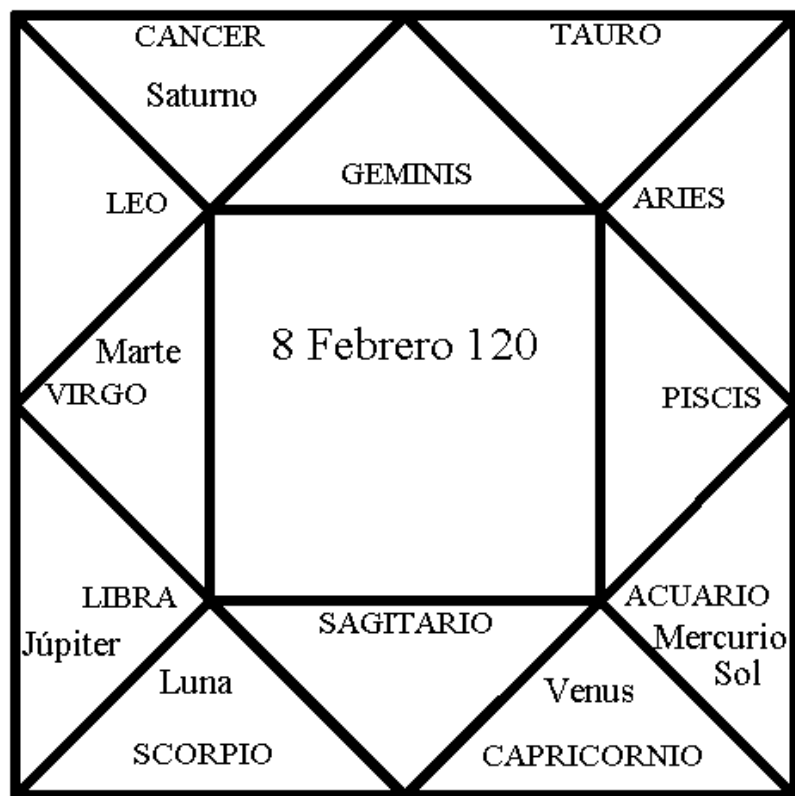 CANCER
TAURO
Saturno
GEMINIS
LEO
ARIES
8 Febrero 120
Marte
VIRGO
PISCIS
LIBRA
ACUARIO
SAGITARIO
Júpiter
Mercurio
Luna
Venus
Sol
SCORPIO
CAPRICORNIO